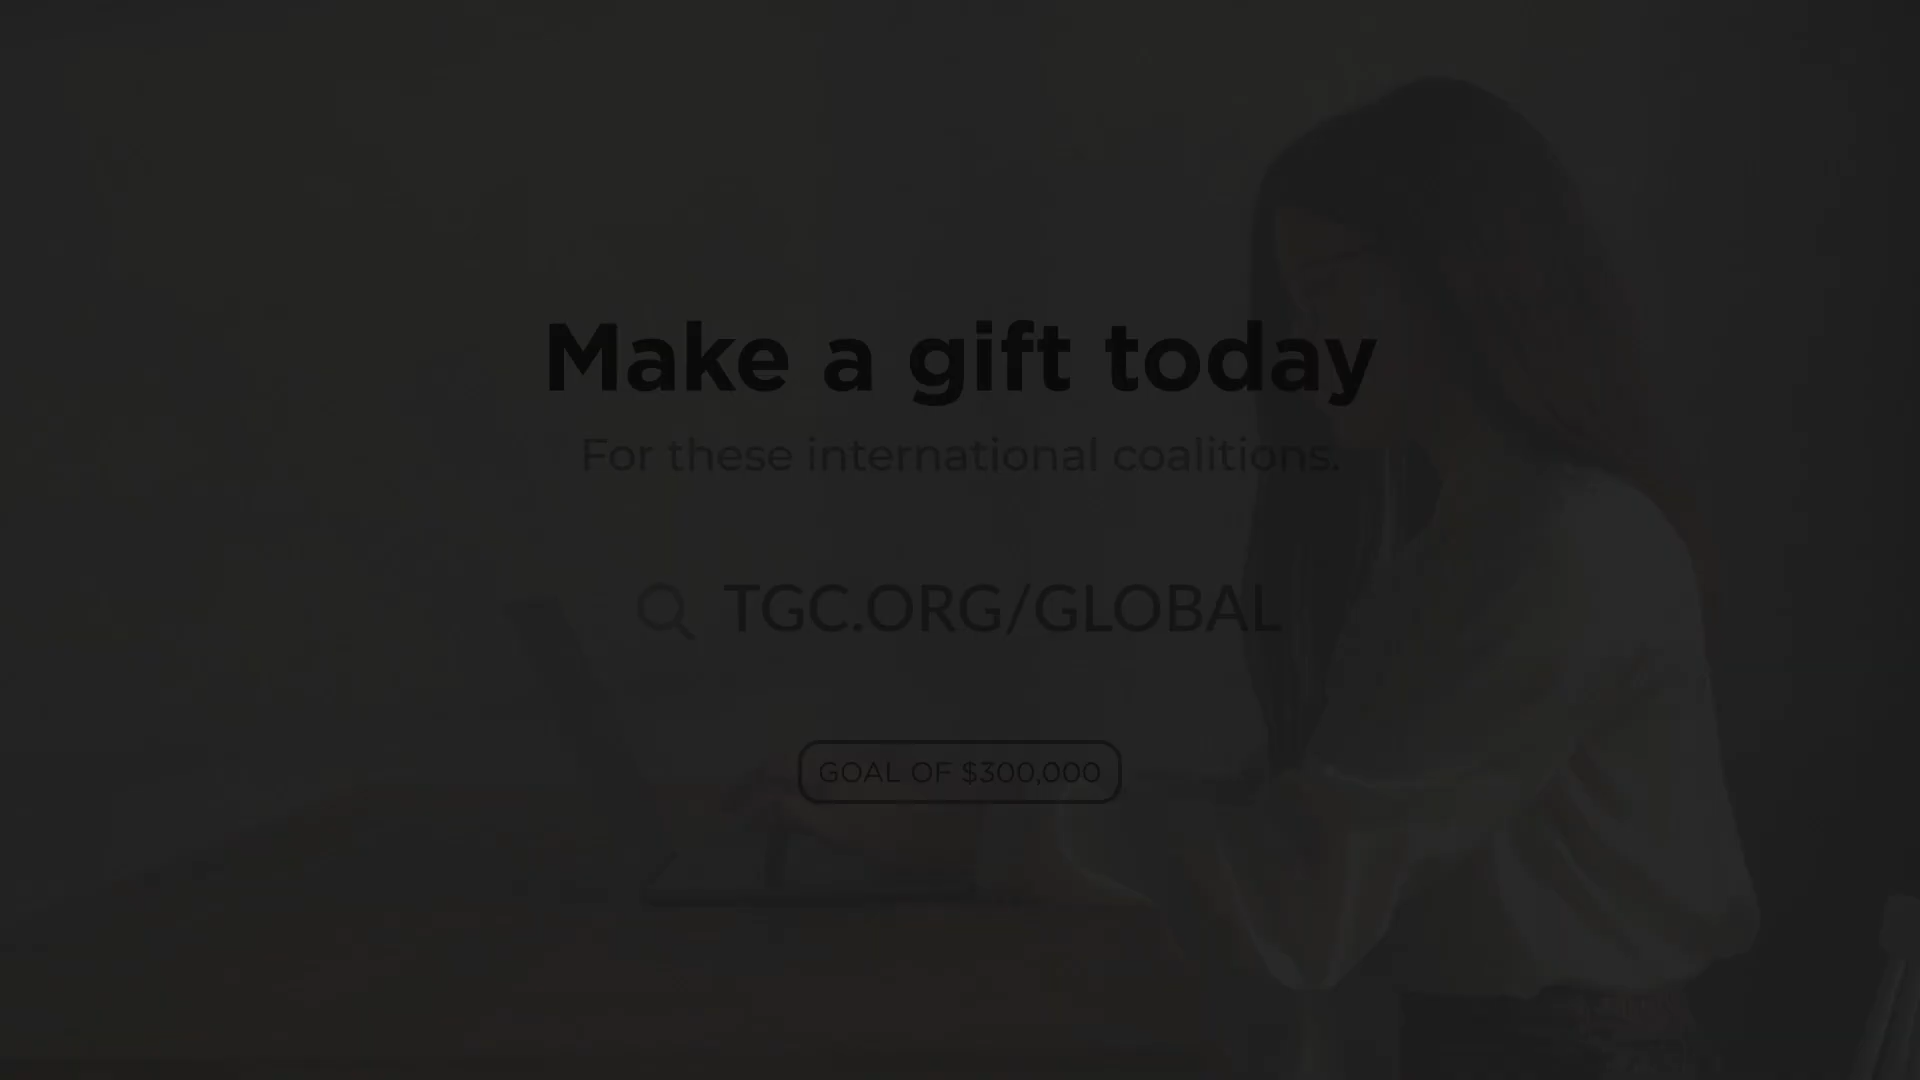 Make a gift today
For these international coalitions.
TGC.ORG/GLOBAL
GOAL OF $300,000